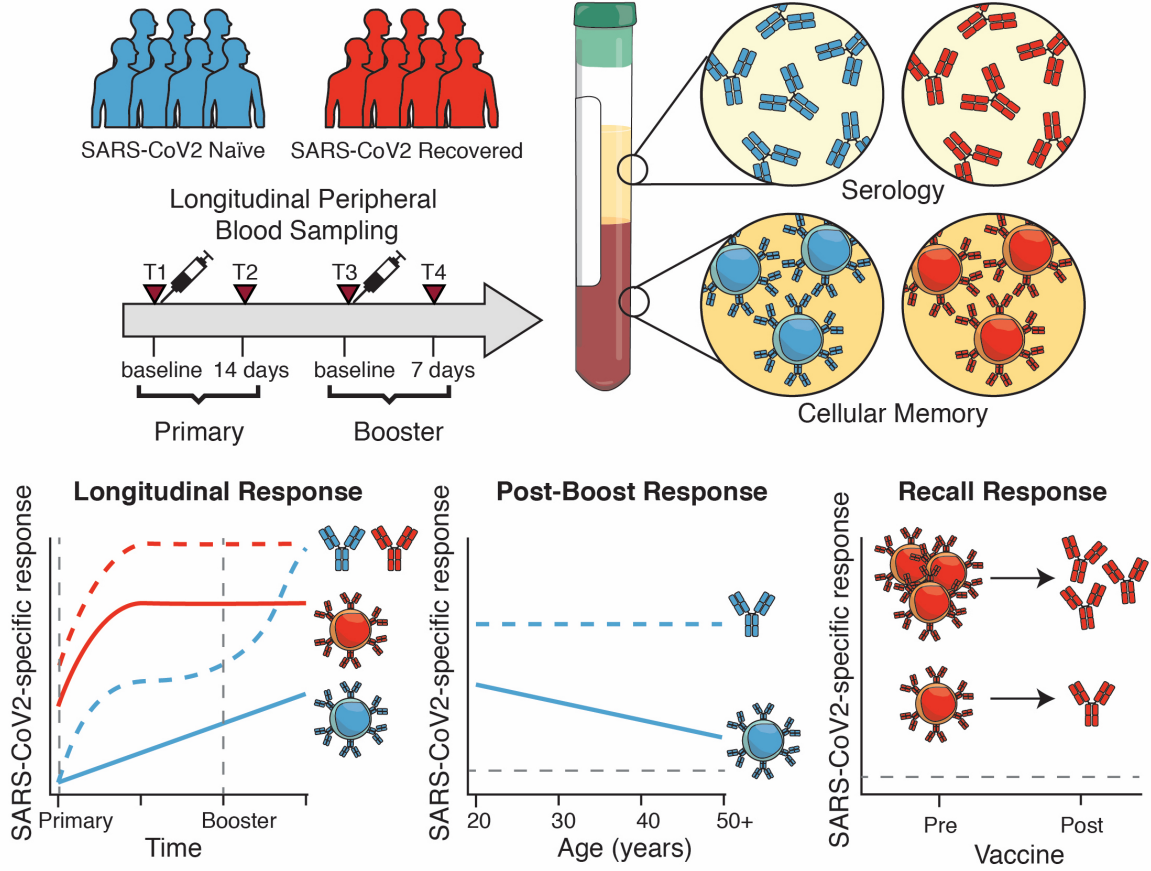 SARS-CoV2 Naïve
SARS-CoV2 Recovered
Longitudinal Peripheral
Blood Sampling
T1
T2
T3
T4
baseline
14 days
baseline
7 days
Primary
Booster
Serology
Cellular Memory
Longitudinal Response
SARS-CoV2-specific response
Primary
Booster
Time
Post-Boost Response
SARS-CoV2-specific response
20
30
40
50+
Age (years)
Recall Response
SARS-CoV2-specific response
Pre
Post
Vaccine